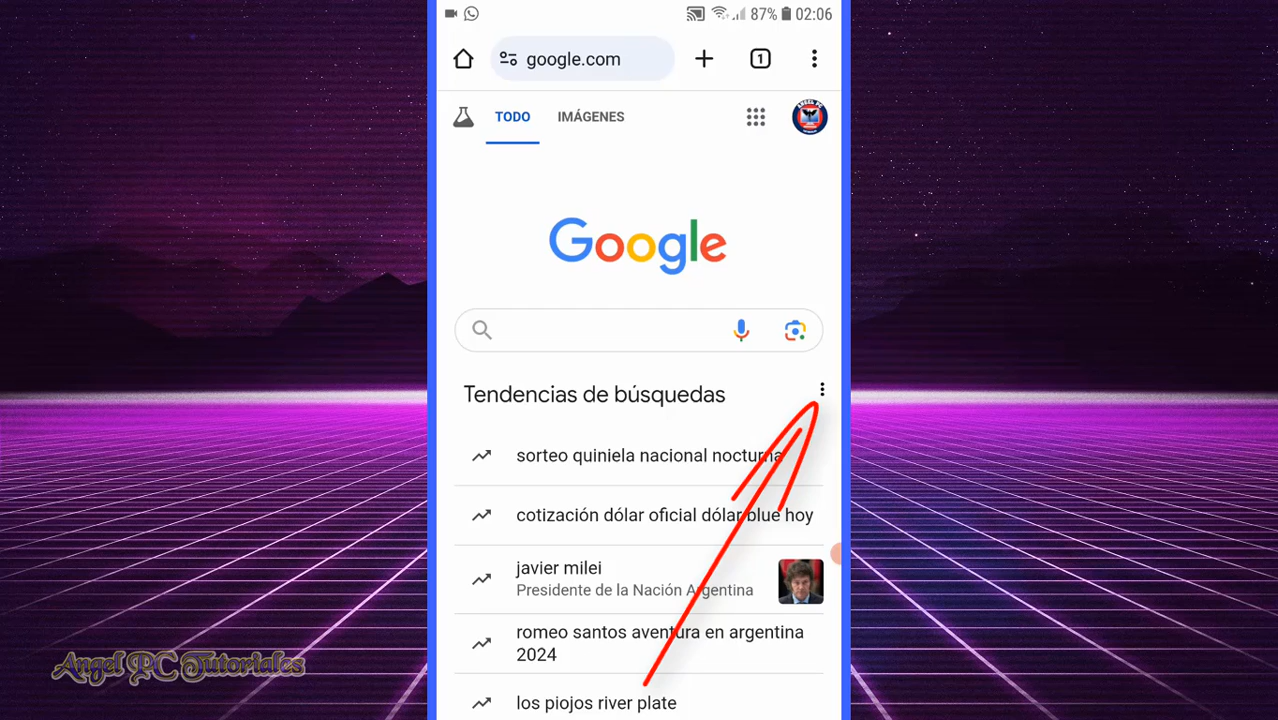 87% 02:06
google.com
1
TODO IMÁGENES
ANGEL PC
Google
Tendencias de búsquedas
sorteo quiniela nacional nocturna
cotización dólar oficial dólar blue hoy
javier milei
Presidente de la Nación Argentina
romeo santos aventura en argentina
2024
los piojos river plate
Angel PC Tutoriales